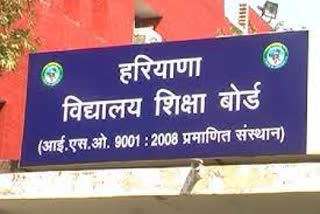 हरियाणा
विद्यालय शिक्षा बोर्ड
(आई.एस.ओ. 9001 : 2008 प्रमाणित संस्थान)